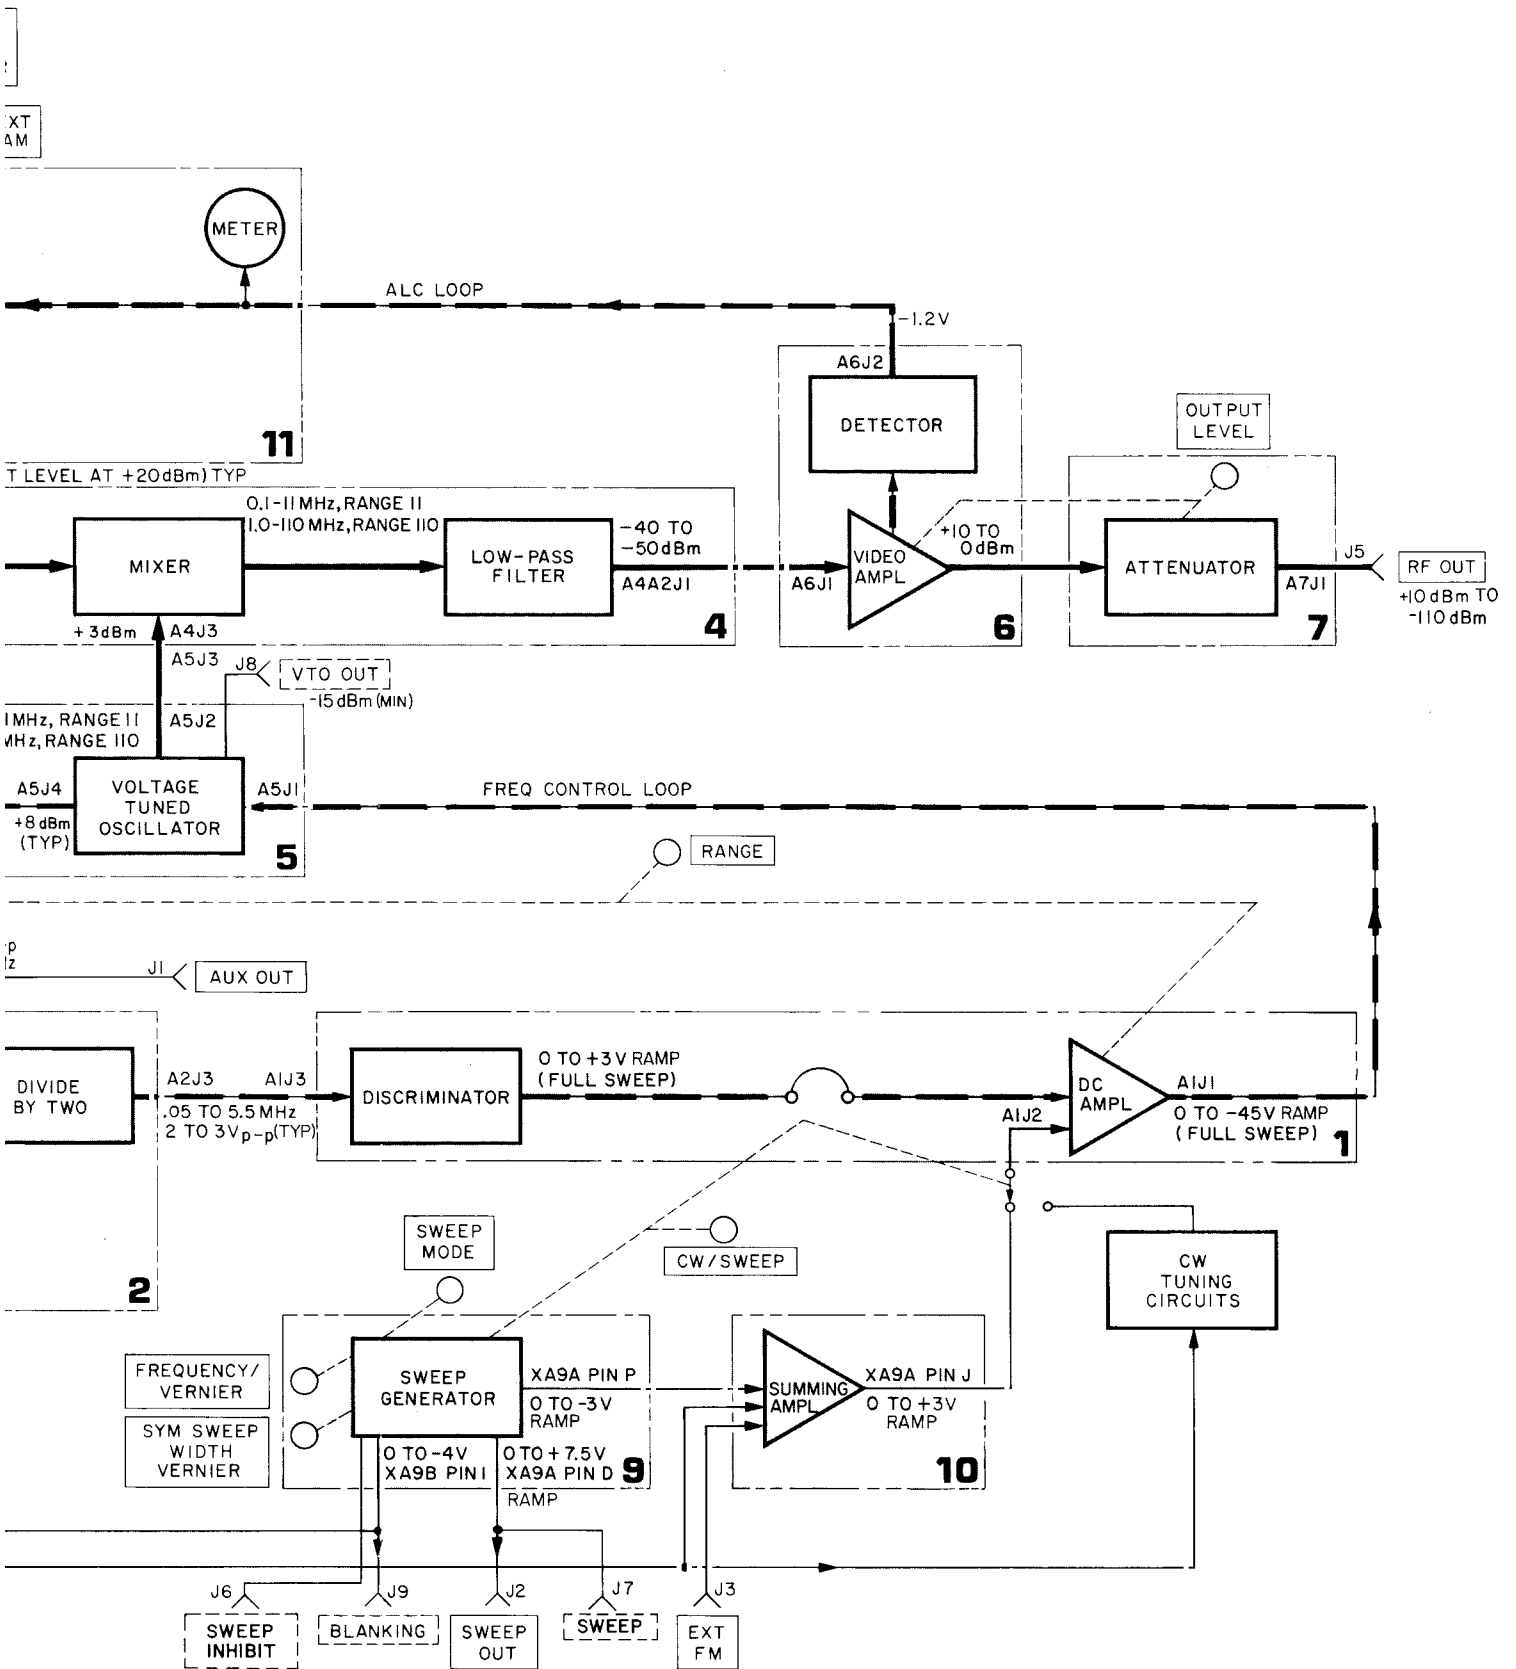 XT
AM
METER
ALC LOOP
-1.2V
A6J2
DETECTOR
OUTPUT
LEVEL
11
T LEVEL AT +20dBm) TYP
0.1-11 MHz, RANGE 11
1.0-110 MHz, RANGE 110
MIXER
LOW-PASS
FILTER
-40 TO
-50dBm
A4A2J1
A6J1
VIDEO
AMPL
+10 TO
0dBm
ATTENUATOR
J5
A7J1
RF OUT
+10 dBm TO
-110 dBm
+3dBm
A4J3
4
6
7
A5J3
J8
VTO OUT
-15dBm (MIN)
1MHz, RANGE 11
MHz, RANGE 110
A5J2
A5J4
+8dBm
(TYP)
VOLTAGE
TUNED
OSCILLATOR
A5J1
5
FREQ CONTROL LOOP
RANGE
p
z
J1
AUX OUT
DIVIDE
BY TWO
A2J3
A1J3
.05 TO 5.5 MHz
2 TO 3Vp-p(TYP)
DISCRIMINATOR
0 TO +3V RAMP
(FULL SWEEP)
A1J2
DC
AMPL
A1J1
0 TO -45V RAMP
(FULL SWEEP)
1
2
SWEEP
MODE
CW/SWEEP
CW
TUNING
CIRCUITS
FREQUENCY/
VERNIER
SYM SWEEP
WIDTH
VERNIER
SWEEP
GENERATOR
XA9A PIN P
0 TO -3V
RAMP
0 TO -4V
XA9B PIN 1
0 TO +7.5V
XA9A PIN D
RAMP
9
SUMMING
AMPL
XA9A PIN J
0 TO +3V
RAMP
10
J6
J9
J2
J7
J3
SWEEP
INHIBIT
BLANKING
SWEEP
OUT
SWEEP
EXT
FM